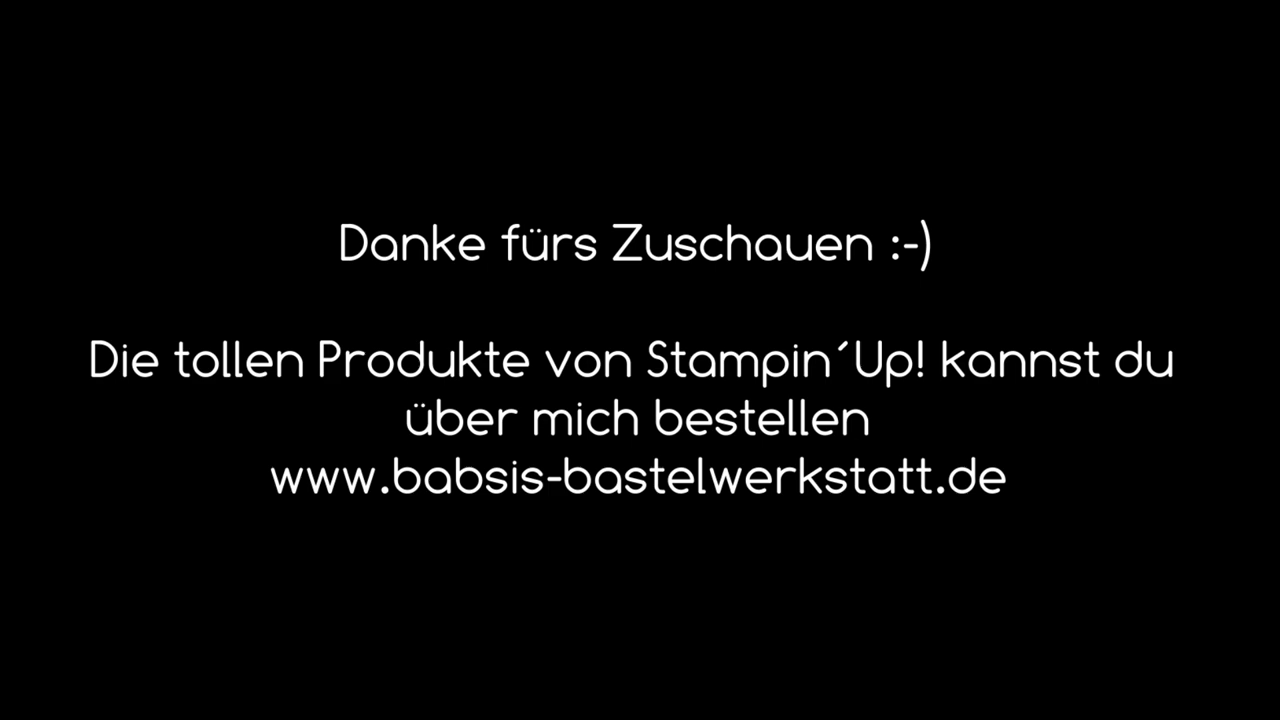 Danke fürs Zuschauen :-)
Die tollen Produkte von Stampin´Up! kannst du
über mich bestellen
www.babsis-bastelwerkstatt.de